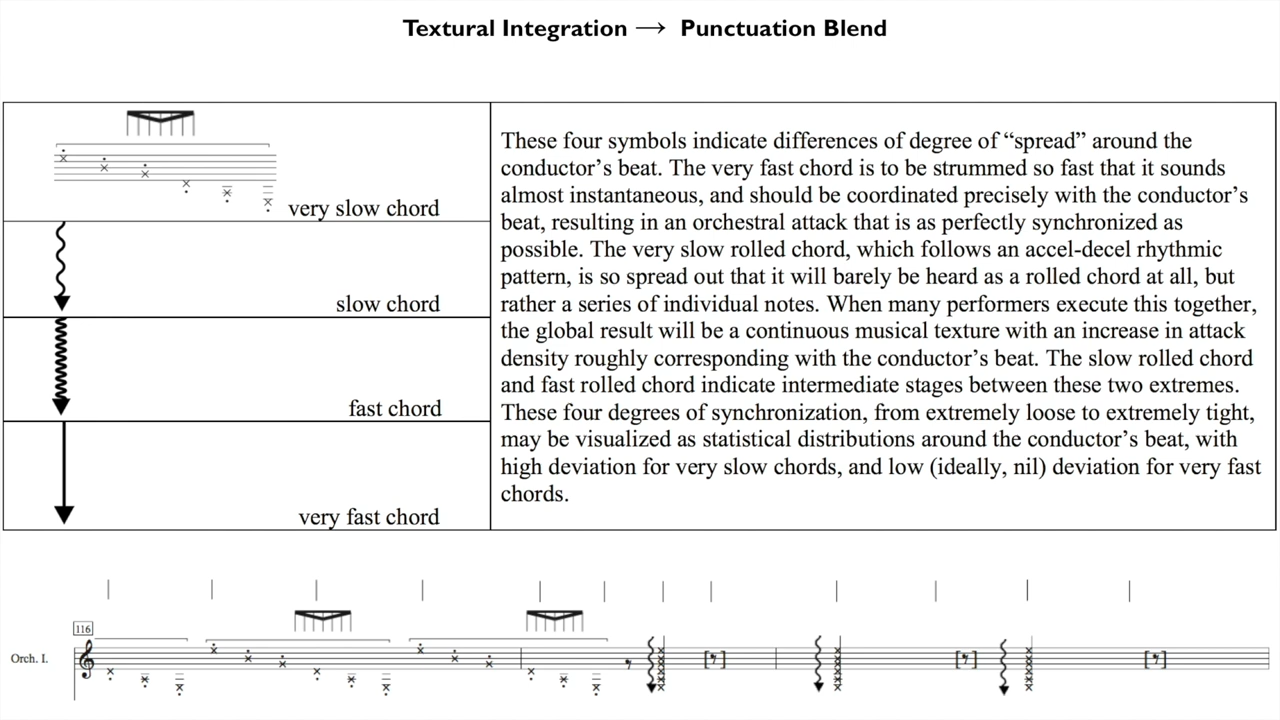 Textural Integration → Punctuation Blend
very slow chord
slow chord
fast chord
very fast chord
These four symbols indicate differences of degree of “spread” around the
conductor’s beat. The very fast chord is to be strummed so fast that it sounds
almost instantaneous, and should be coordinated precisely with the conductor’s
beat, resulting in an orchestral attack that is as perfectly synchronized as
possible. The very slow rolled chord, which follows an accel-decel rhythmic
pattern, is so spread out that it will barely be heard as a rolled chord at all, but
rather a series of individual notes. When many performers execute this together,
the global result will be a continuous musical texture with an increase in attack
density roughly corresponding with the conductor’s beat. The slow rolled chord
and fast rolled chord indicate intermediate stages between these two extremes.
These four degrees of synchronization, from extremely loose to extremely tight,
may be visualized as statistical distributions around the conductor’s beat, with
high deviation for very slow chords, and low (ideally, nil) deviation for very fast
chords.
116
Orch. I.